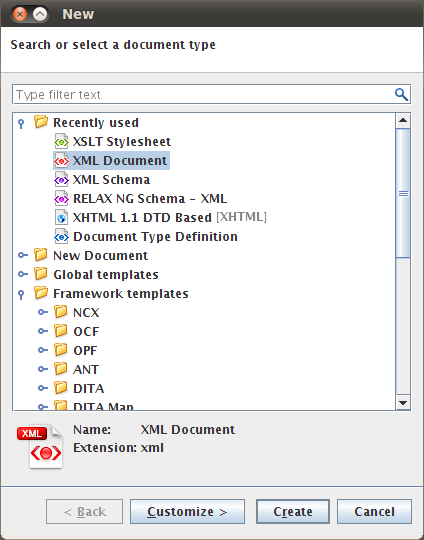 New
Search or select a document type
Type filter text
Recently used
XSLT Stylesheet
XML Document
XML Schema
RELAX NG Schema - XML
XHTML 1.1 DTD Based [XHTML]
Document Type Definition
New Document
Global templates
Framework templates
NCX
OCF
OPF
ANT
DITA
DITA Map
XML
Name: XML Document
Extension: xml
< Back Customize > Create Cancel